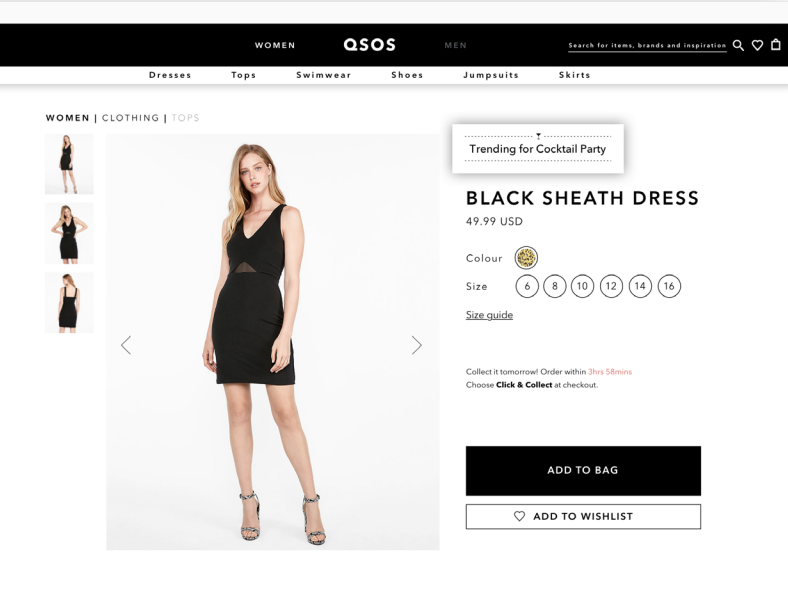 WOMEN
QSOS
MEN
Search for items, brands and inspiration
Dresses Tops Swimwear Shoes Jumpsuits Skirts
WOMEN | CLOTHING | TOPS
Trending for Cocktail Party
BLACK SHEATH DRESS
49.99 USD
Colour
Size 6 8 10 12 14 16
Size guide
Collect it tomorrow! Order within 3hrs 58mins
Choose Click & Collect at checkout.
ADD TO BAG
ADD TO WISHLIST